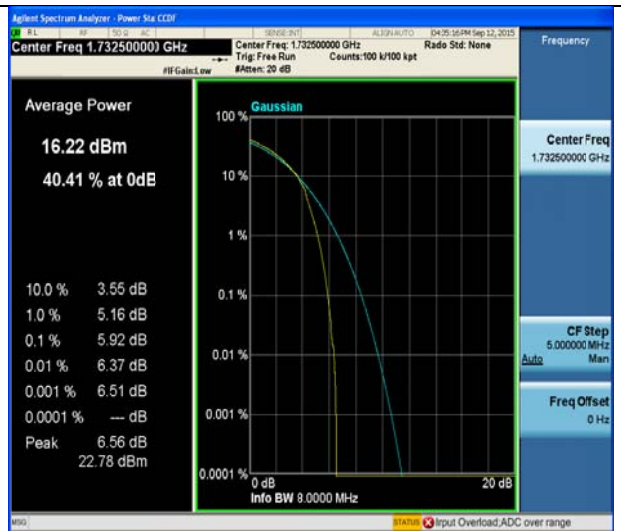 Agilent Spectrum Analyzer - Power Stat CCDF
RL RF 50 Ω AC SENSE:INT ALIGNAUTO 04:35:16 PM Sep 12, 2015
Center Freq 1.732500000 GHz
Center Freq: 1.732500000 GHz Rado Std: None
Trig: Free Run Counts:100 k/100 kpt
#IFGain:Low #Atten: 20 dB
Frequency
Average Power
16.22 dBm
40.41 % at 0dB
10.0 % 3.55 dB
1.0 % 5.16 dB
0.1 % 5.92 dB
0.01 % 6.37 dB
0.001 % 6.51 dB
0.0001 % --- dB
Peak 6.56 dB
22.78 dBm
Gaussian
100 %
10 %
1 %
0.1 %
0.01 %
0.001 %
0.0001 %
0 dB 20 dB
Info BW 8.0000 MHz
Center Freq
1.732500000 GHz
CF Step
5.000000 MHz
Auto Man
Freq Offset
0 Hz
MSG STATUS Input Overload;ADC over range